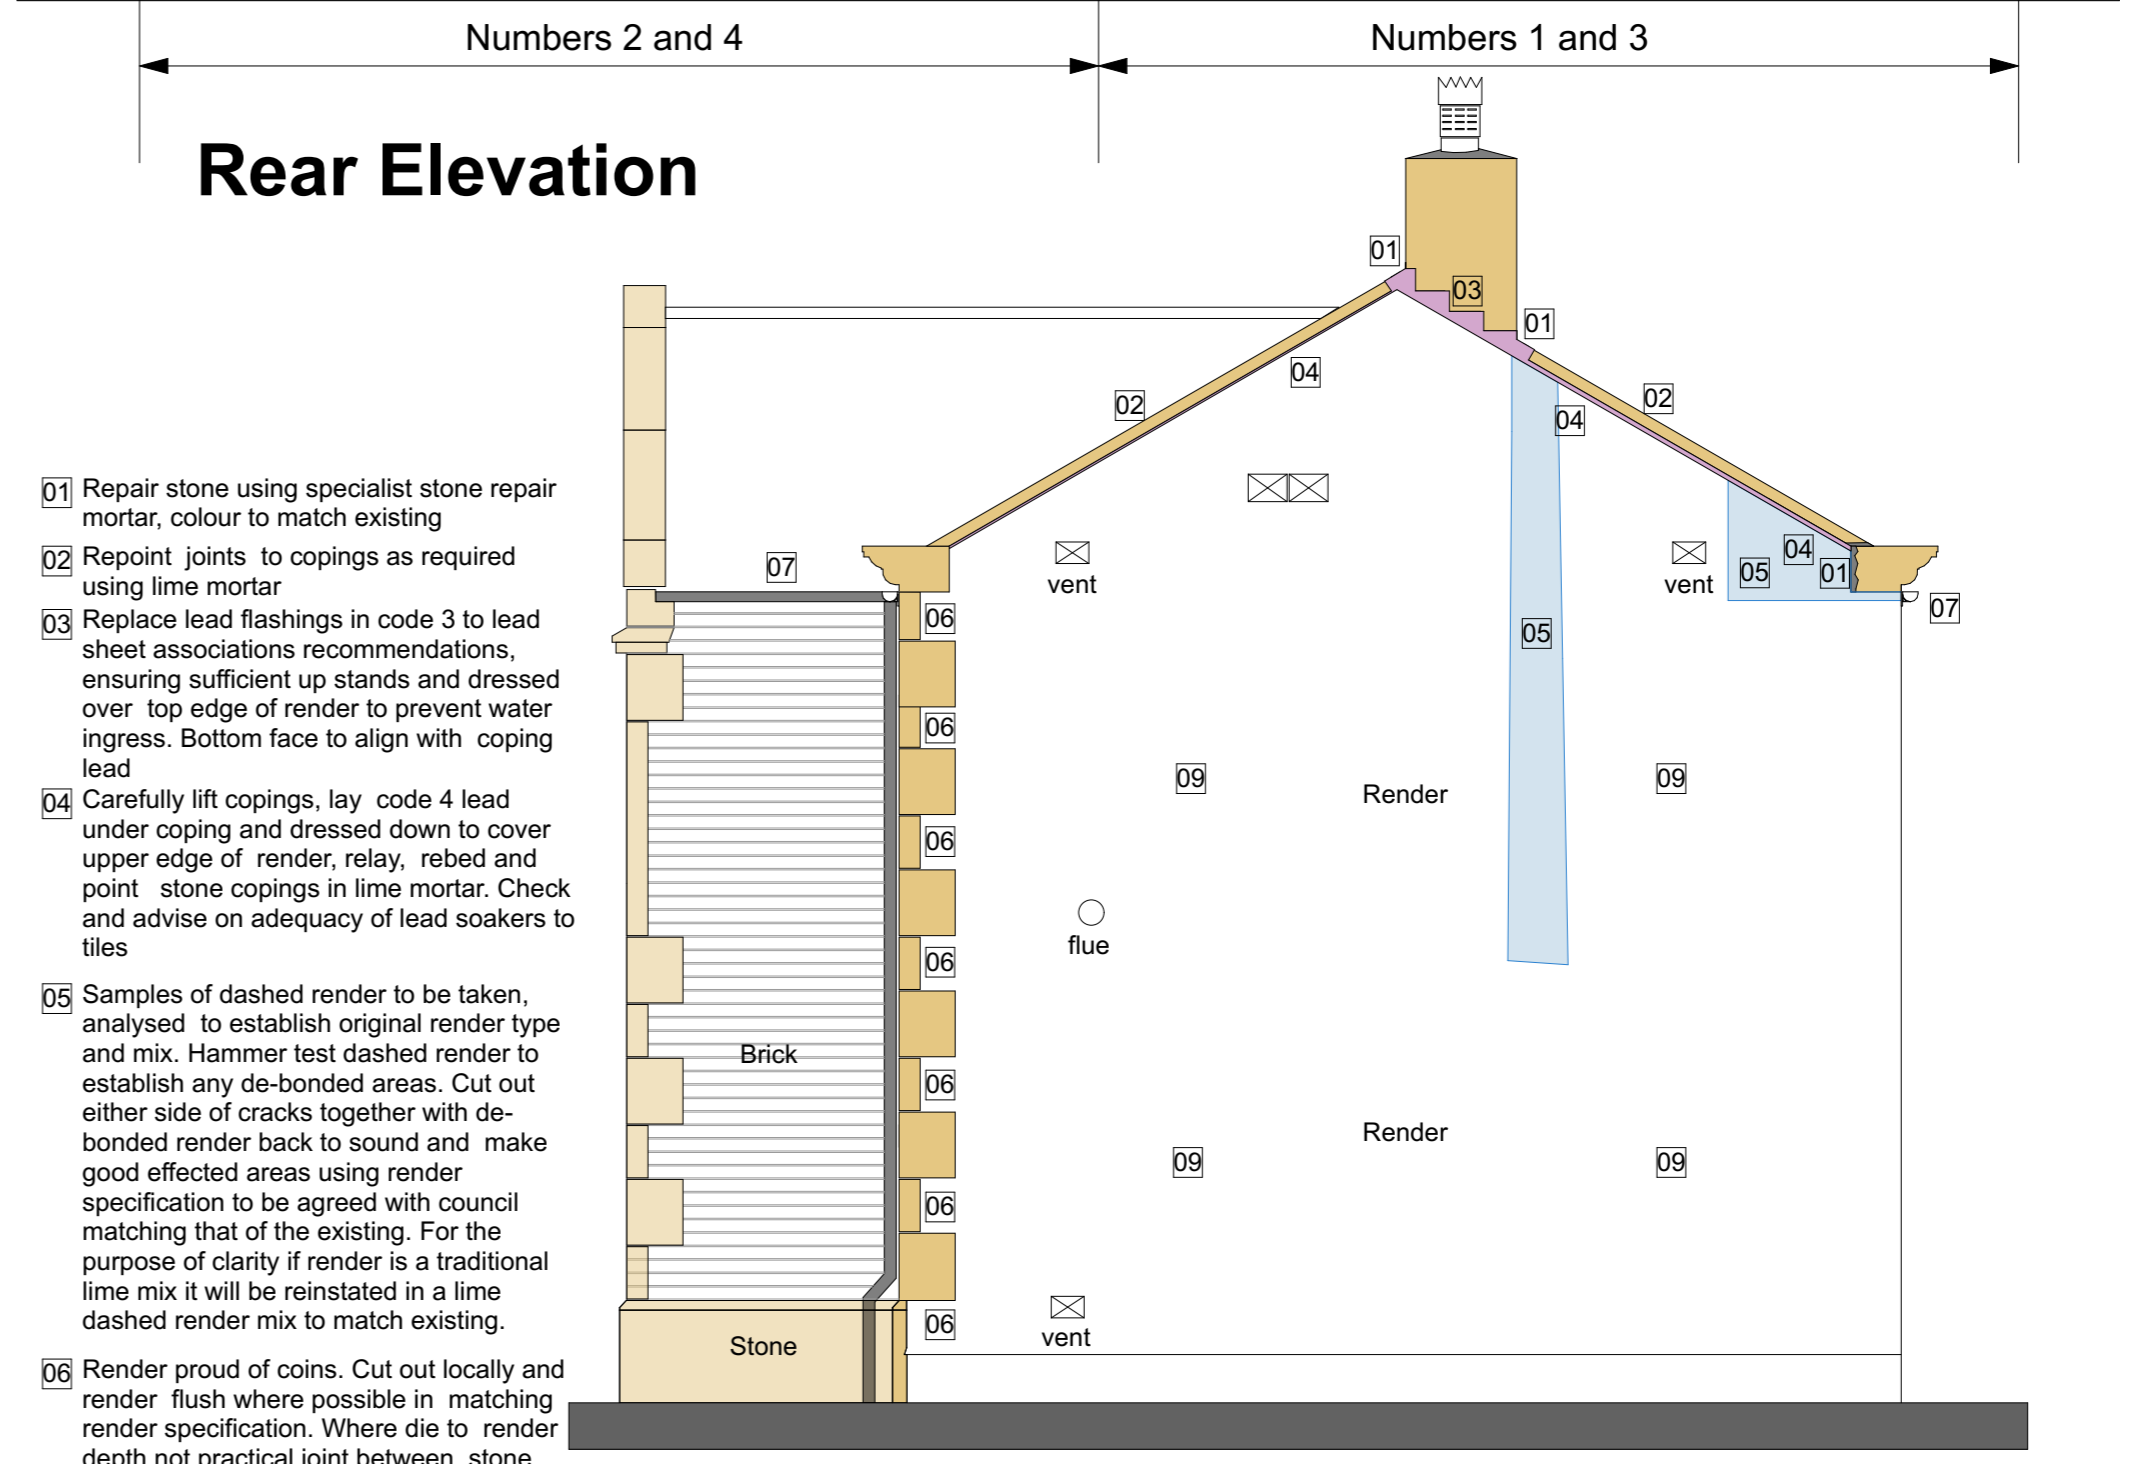 Numbers 2 and 4
Numbers 1 and 3
Rear Elevation
01 Repair stone using specialist stone repair
mortar, colour to match existing
02 Repoint joints to copings as required
using lime mortar
03 Replace lead flashings in code 3 to lead
sheet associations recommendations,
ensuring sufficient up stands and dressed
over top edge of render to prevent water
ingress. Bottom face to align with coping
lead
04 Carefully lift copings, lay code 4 lead
under coping and dressed down to cover
upper edge of render, relay, rebed and
point stone copings in lime mortar. Check
and advise on adequacy of lead soakers to
tiles
05 Samples of dashed render to be taken,
analysed to establish original render type
and mix. Hammer test dashed render to
establish any de-bonded areas. Cut out
either side of cracks together with de-
bonded render back to sound and make
good effected areas using render
specification to be agreed with council
matching that of the existing. For the
purpose of clarity if render is a traditional
lime mix it will be reinstated in a lime
dashed render mix to match existing.
06 Render proud of coins. Cut out locally and
render flush where possible in matching
render specification. Where die to render
depth not practical joint between stone
01
03
01
04
02
02
04
07
vent
vent
04
05
01
07
06
05
06
09
Render
09
06
flue
06
Brick
06
Render
09
09
06
vent
06
Stone